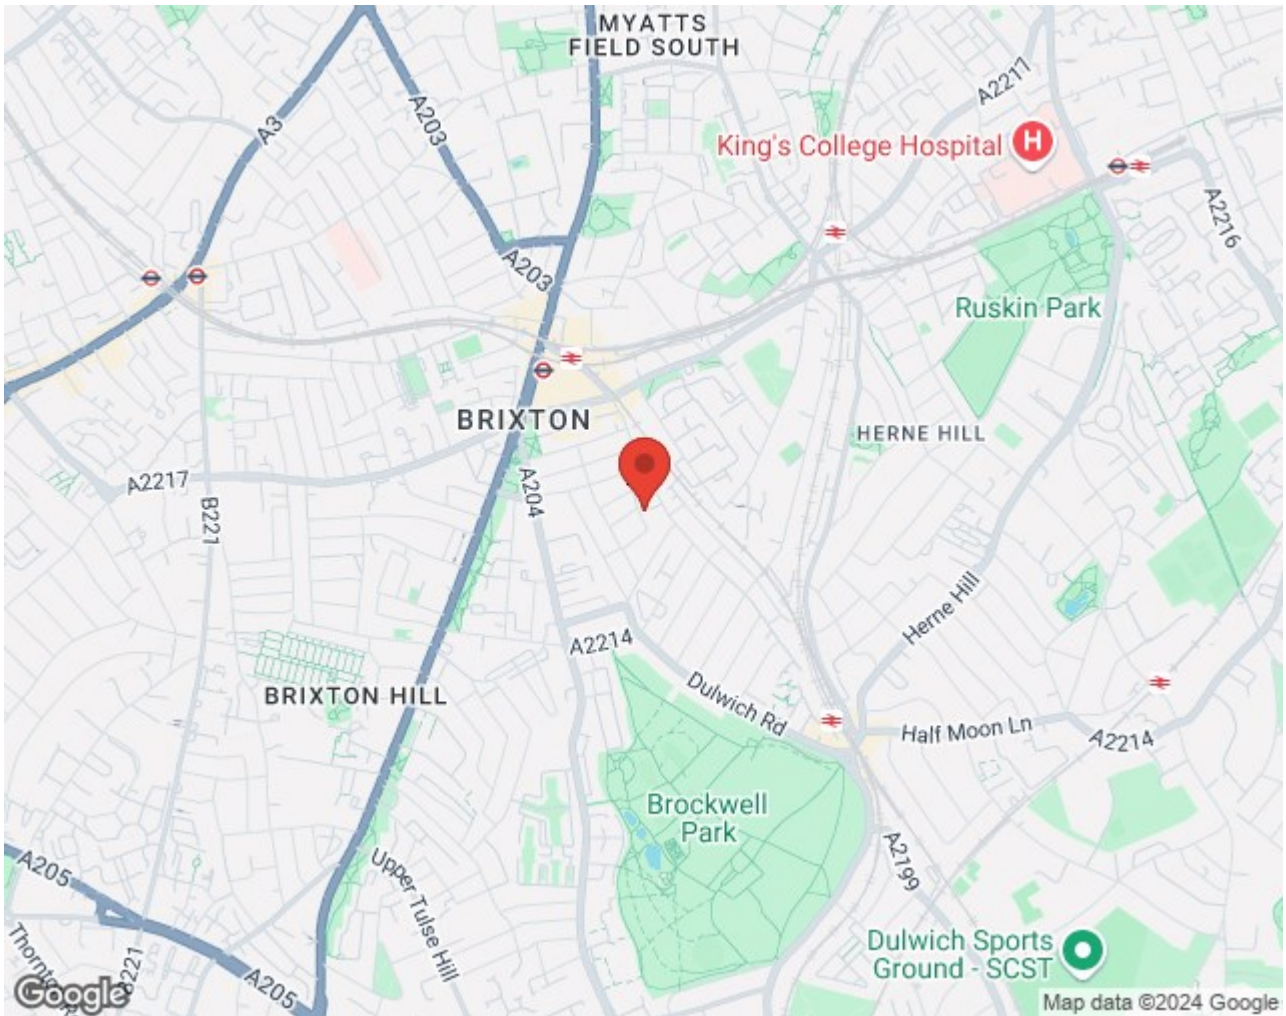 MYATTS
FIELD SOUTH
A2217
A3
A203
King's College Hospital
H
A2216
A203
Ruskin Park
BRIXTON
HERNE HILL
A2217
A204
B221
Herne Hill
A2214
BRIXTON HILL
Dulwich Rd
Half Moon Ln
A2214
Brockwell
Park
A2199
A205
Upper Tulse Hill
Dulwich Sports
Ground - SCST
B221
A205
Google
Map data ©2024 Google